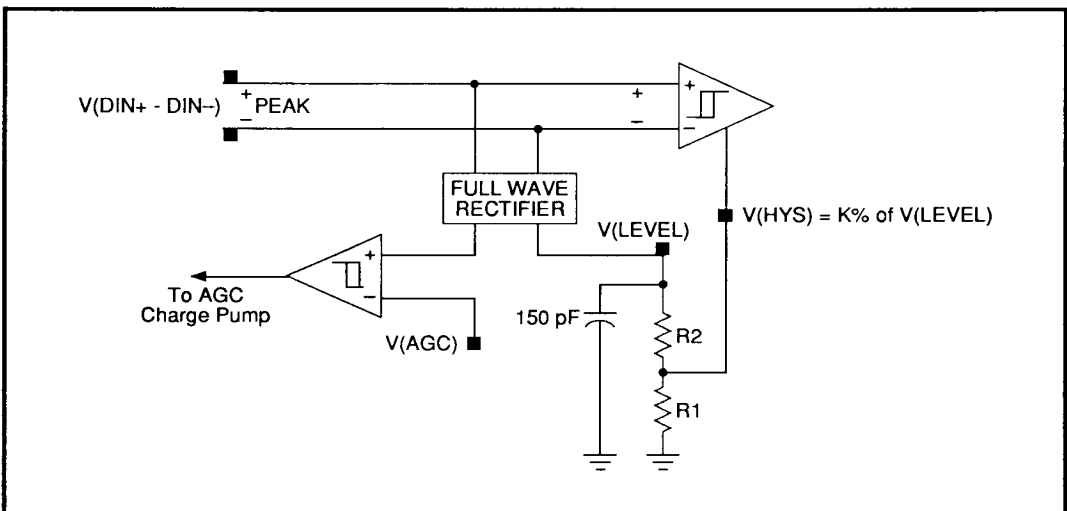 V(DIN+ - DIN–)
+
–
PEAK
+
–
+
–
FULL WAVE
RECTIFIER
V(HYS) = K% of V(LEVEL)
V(LEVEL)
+
–
To AGC
Charge Pump
V(AGC)
150 pF
R2
R1